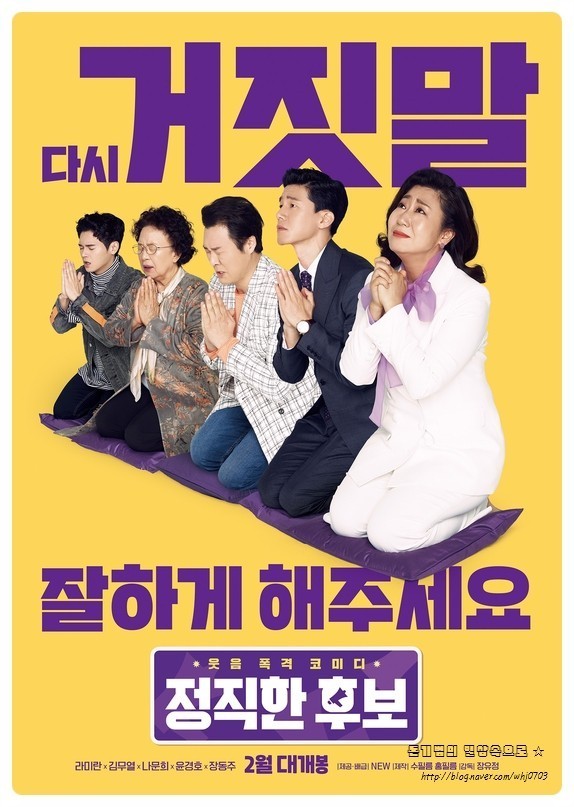 다시 거짓말
잘하게 해주세요
웃음 폭격 코미디
정직한 후보
라미란 × 김무열 × 나문희 × 윤경호 × 장동주 2월 대개봉 |제공·배급| NEW |제작| 수필름 홍필름 |감독| 장유정
http://blog.naver.com/whj0703